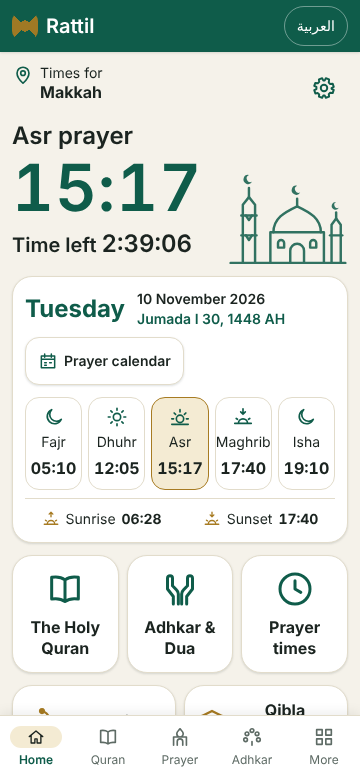 Rattil
العربية
Times for
Makkah
Asr prayer
15:17
Time left 2:39:06
Tuesday
10 November 2026
Jumada I 30, 1448 AH
Prayer calendar
Fajr Dhuhr Asr Maghrib Isha
05:10 12:05 15:17 17:40 19:10
Sunrise 06:28 Sunset 17:40
The Holy Quran
Adhkar & Dua
Prayer times
Qibla
Home Quran Prayer Adhkar More